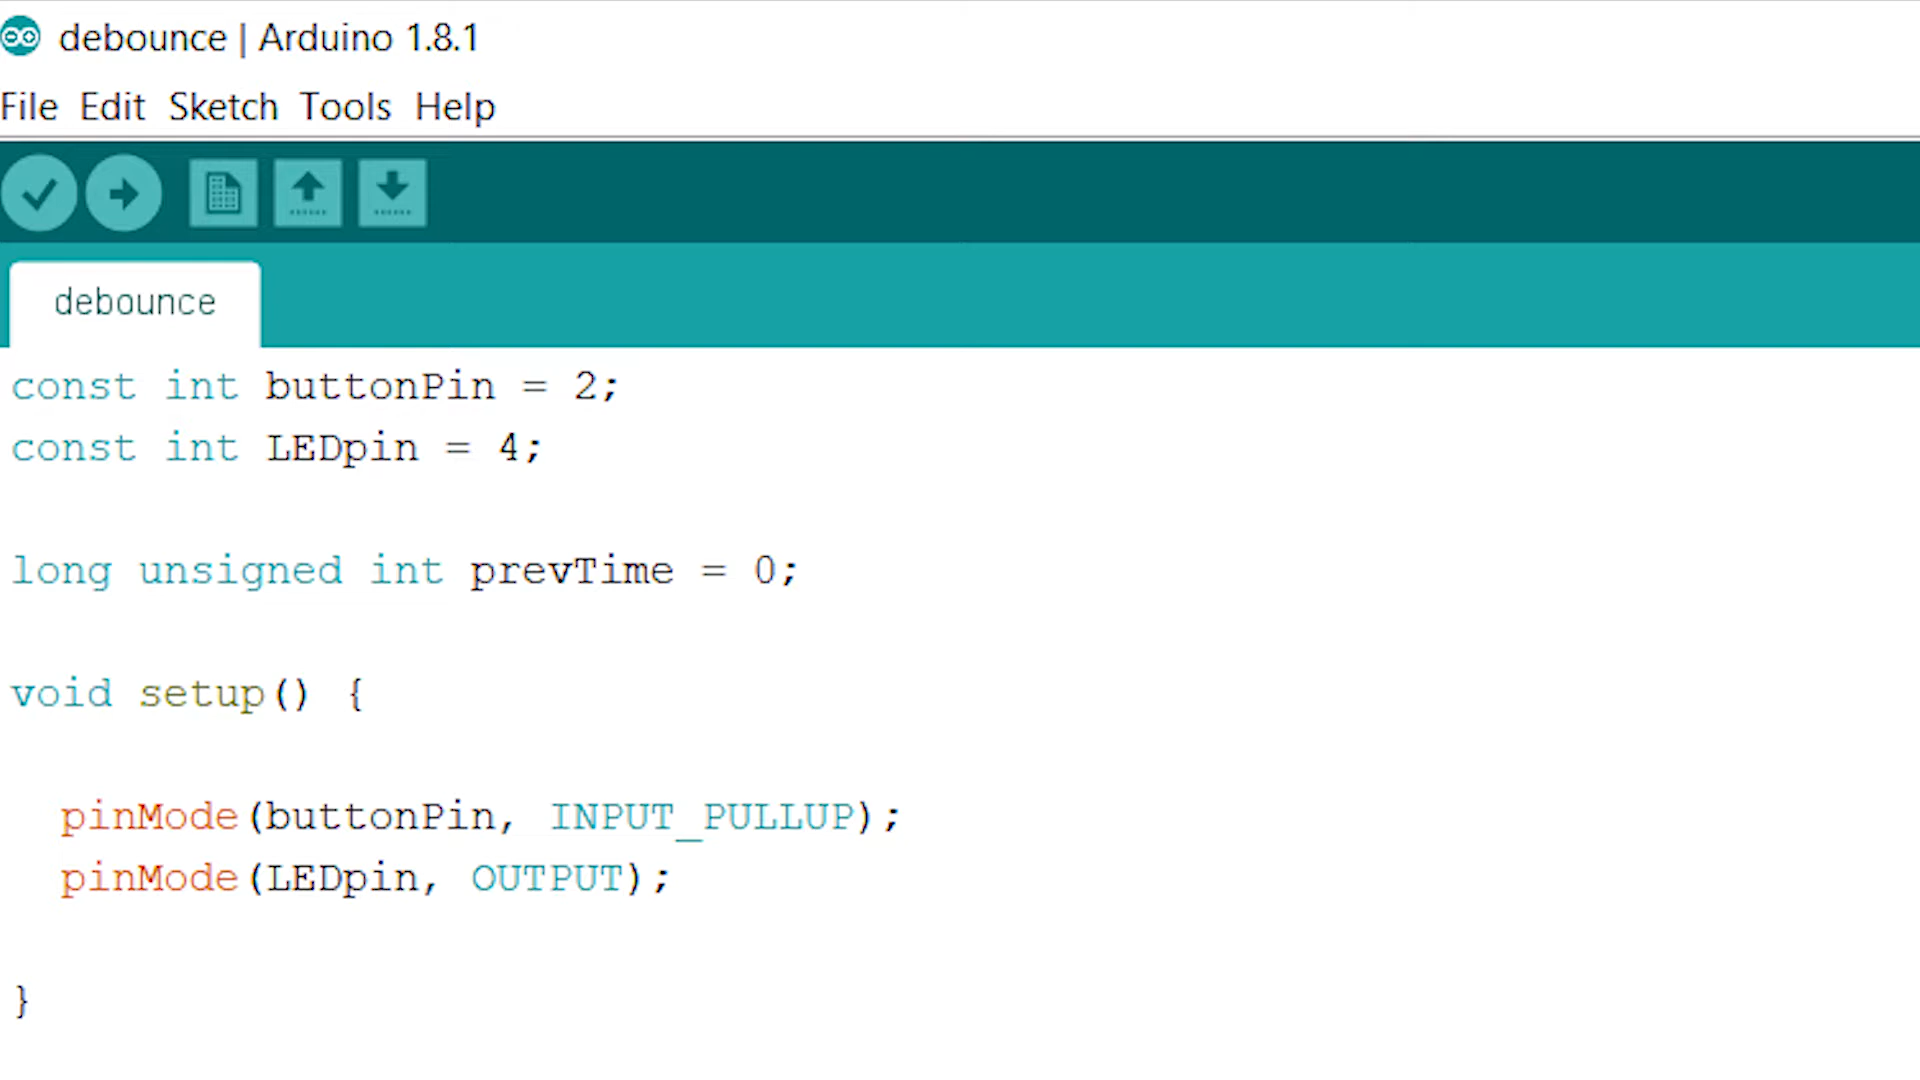 debounce | Arduino 1.8.1
File Edit Sketch Tools Help
debounce
const int buttonPin = 2;
const int LEDpin = 4;
long unsigned int prevTime = 0;
void setup() {
pinMode(buttonPin, INPUT_PULLUP);
pinMode(LEDpin, OUTPUT);
}